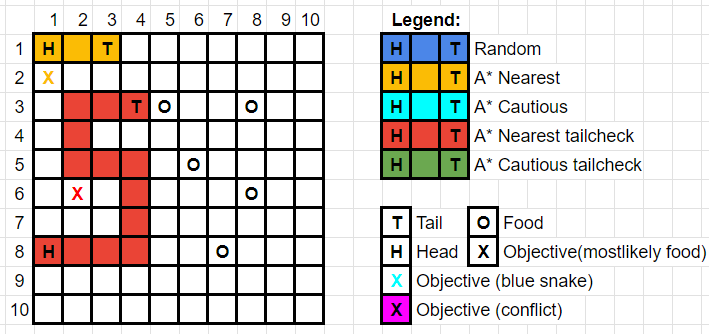 1 2 3 4 5 6 7 8 9 10 Legend:
1 H T H T Random
2 X H T A* Nearest
3 T O O H T A* Cautious
4 H T A* Nearest tailcheck
5 O H T A* Cautious tailcheck
6 X O
7 T Tail O Food
8 H O H Head X Objective(mostlikely food)
9 X Objective (blue snake)
10 X Objective (conflict)